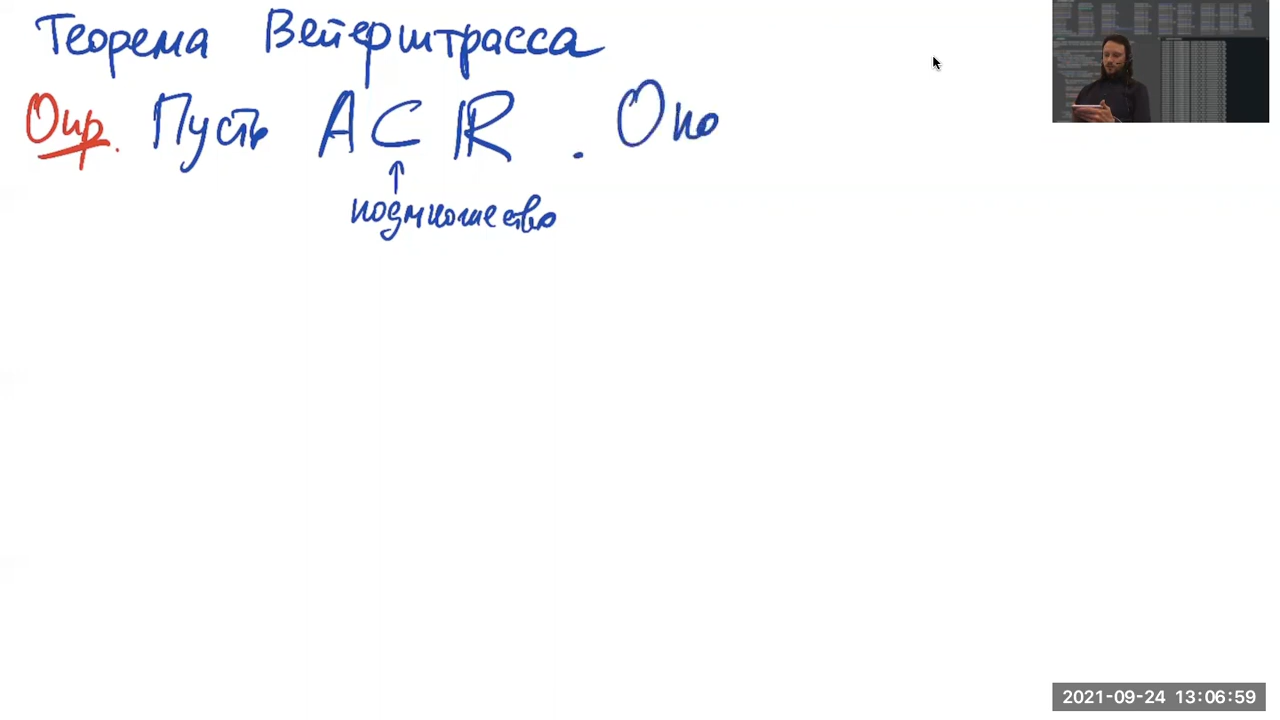 Теорема Вейерштрасса
Опр. Пусть A ⊂ ℝ . Оно
↑
подмножество
2021-09-24 13:06:59